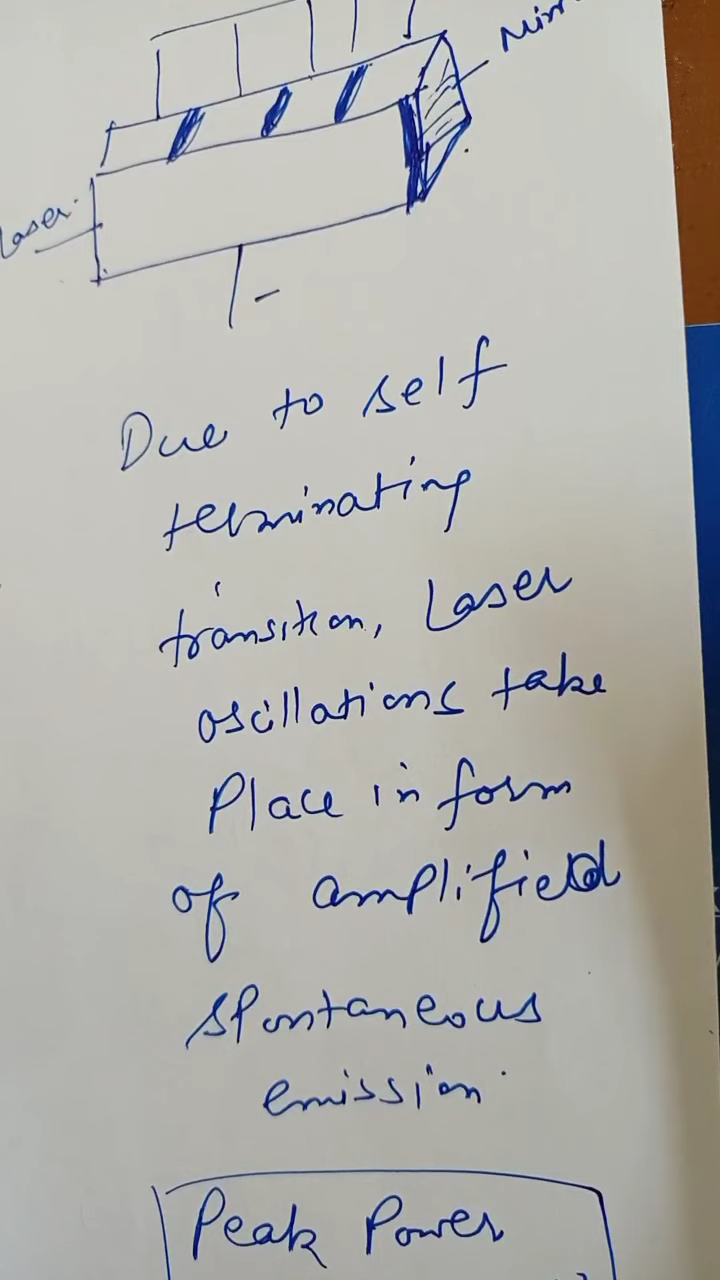 Laser.
Due to self
terminating
transition, Laser
oscillations take
Place in form
of amplified
spontaneous
emission.
Peak Power